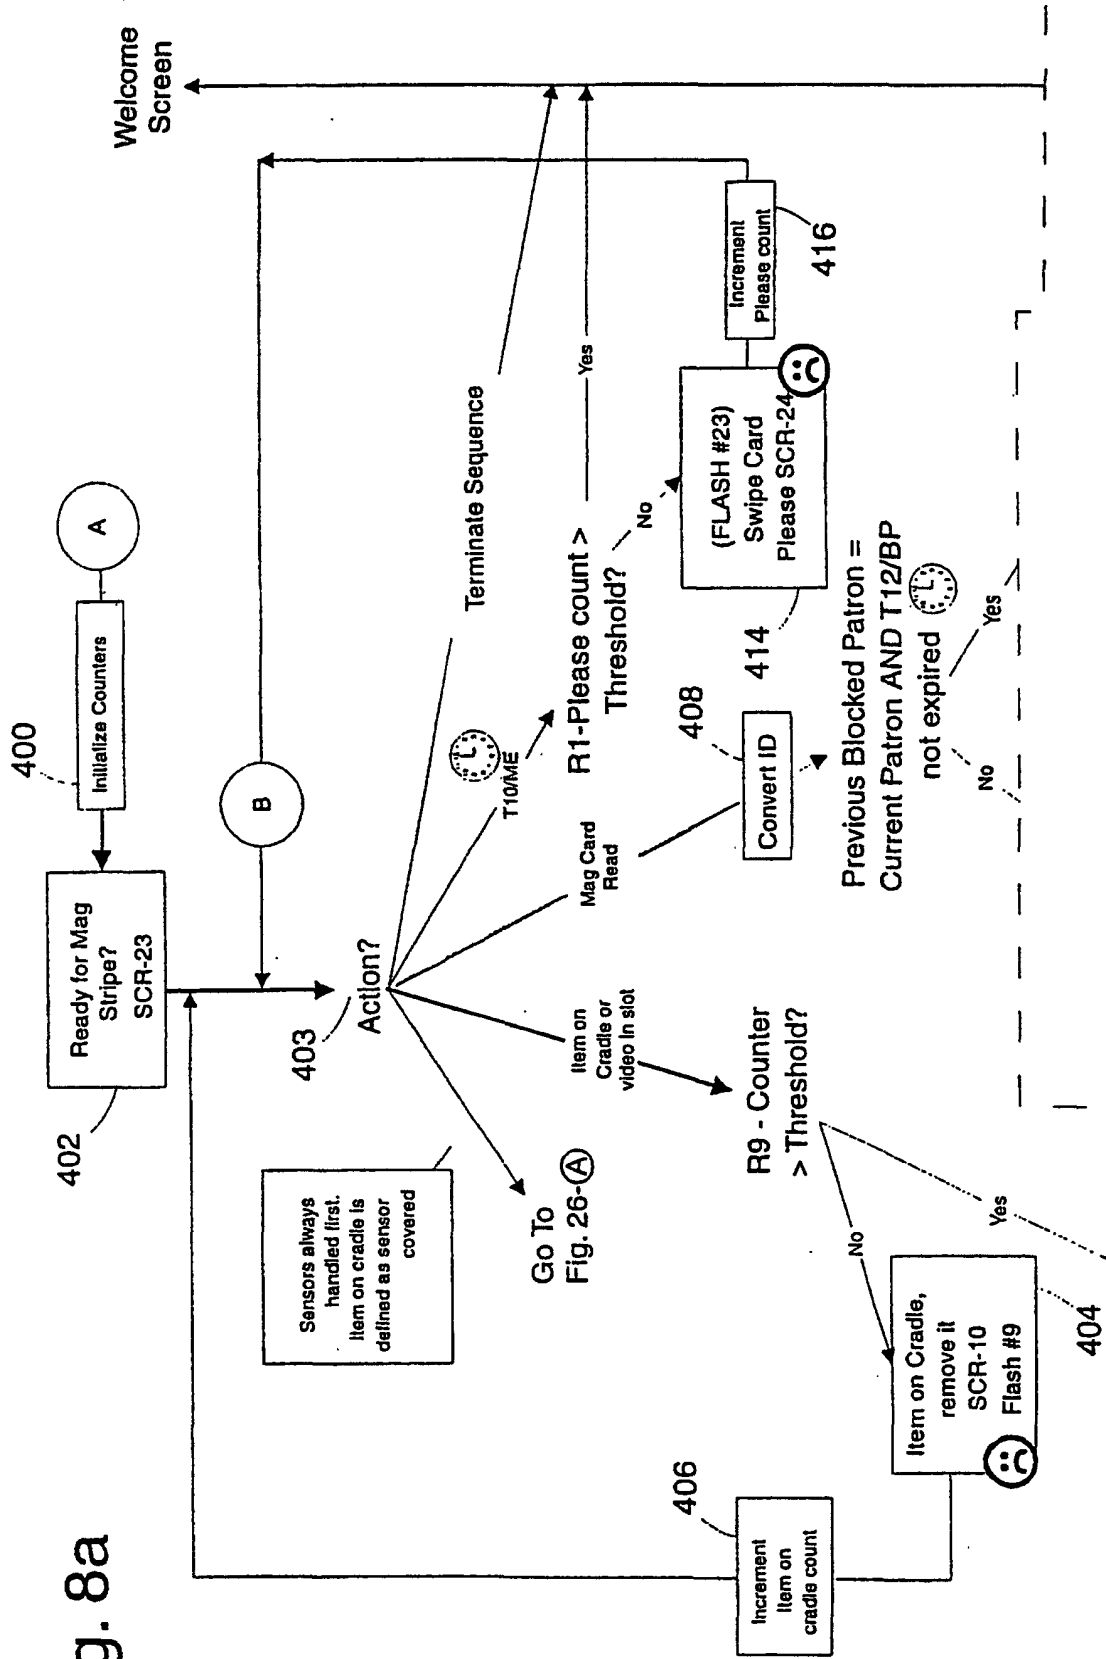 g. 8a
Welcome
Screen
A
400
Initialize Counters
402
Ready for Mag
Stripe?
SCR-23
B
403
Action?
Sensors always
handled first.
Item on cradle is
defined as sensor
covered
Go To
Fig. 26-A
Item on
Cradle or
video in slot
Mag Card
Read
T10/ME
Terminate Sequence
R1-Please count >
Threshold?
Yes
No
(FLASH #23)
Swipe Card
Please SCR-24
414
Increment
Please count
416
408
Convert ID
Previous Blocked Patron =
Current Patron AND T12/BP
not expired
No
Yes
R9 - Counter
> Threshold?
No
Yes
Item on Cradle,
remove it
SCR-10
Flash #9
404
406
Increment
Item on
cradle count